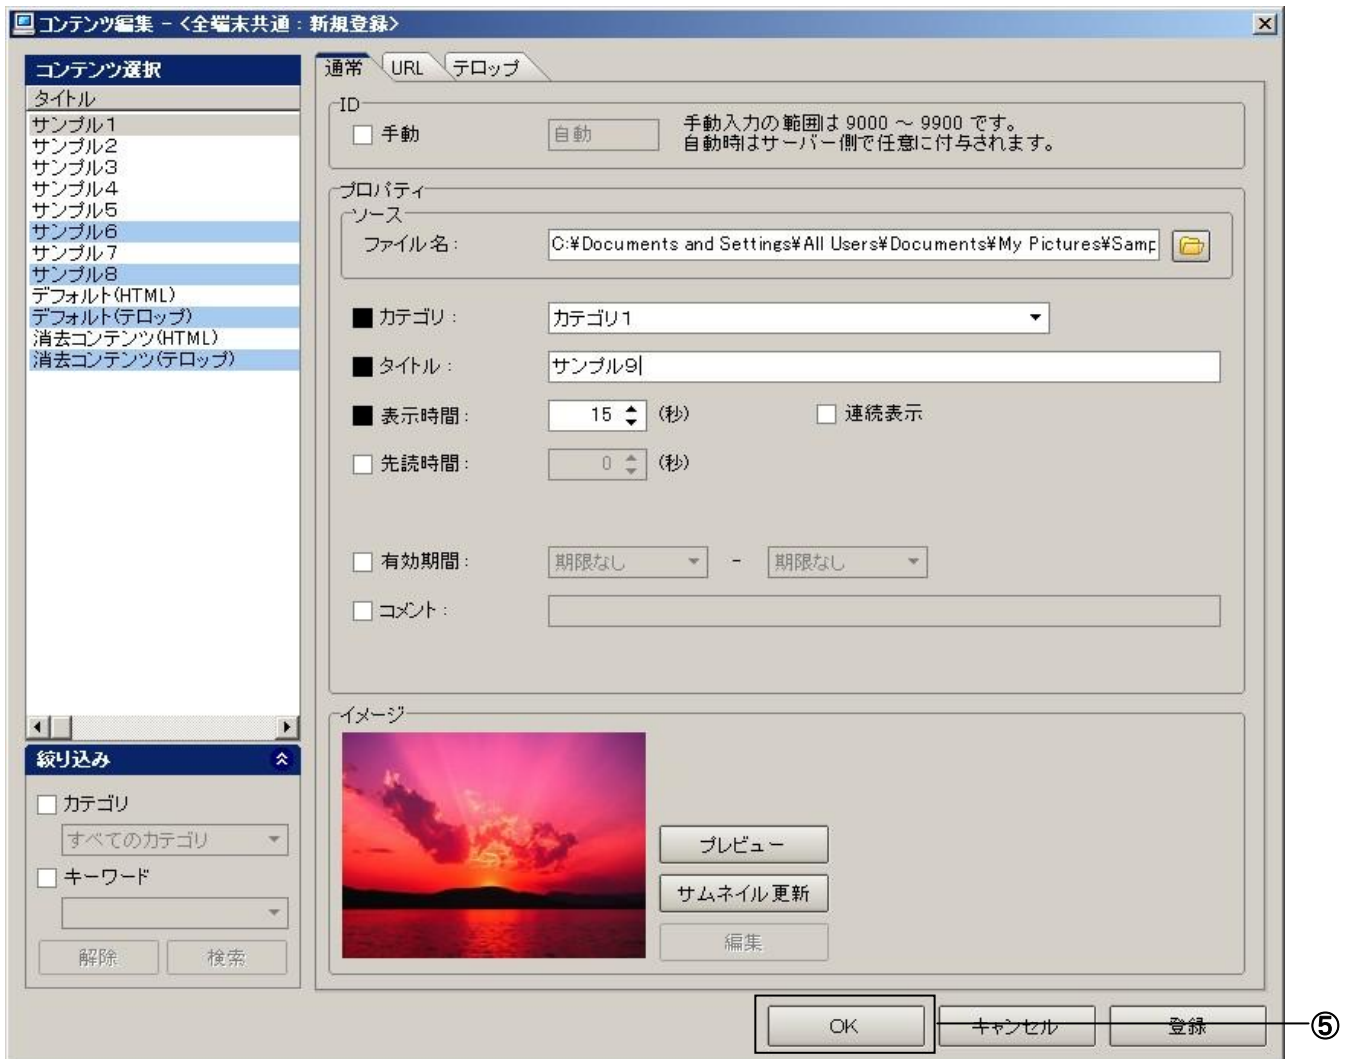 コンテンツ編集 - <全端末共通：新規登録>
コンテンツ選択
タイトル
サンプル1
サンプル2
サンプル3
サンプル4
サンプル5
サンプル6
サンプル7
サンプル8
デフォルト(HTML)
デフォルト(テロップ)
消去コンテンツ(HTML)
消去コンテンツ(テロップ)
絞り込み
カテゴリ
すべてのカテゴリ
キーワード
解除 検索
通常 URL テロップ
ID
手動 自動 手動入力の範囲は 9000 ～ 9900 です。
自動時はサーバー側で任意に付与されます。
プロパティ
ソース
ファイル名： C:¥Documents and Settings¥All Users¥Documents¥My Pictures¥Samp
カテゴリ： カテゴリ1
タイトル： サンプル9
表示時間： 15 (秒) 連続表示
先読時間： 0 (秒)
有効期間： 期限なし - 期限なし
コメント：
イメージ
プレビュー
サムネイル更新
編集
OK キャンセル 登録 ⑤